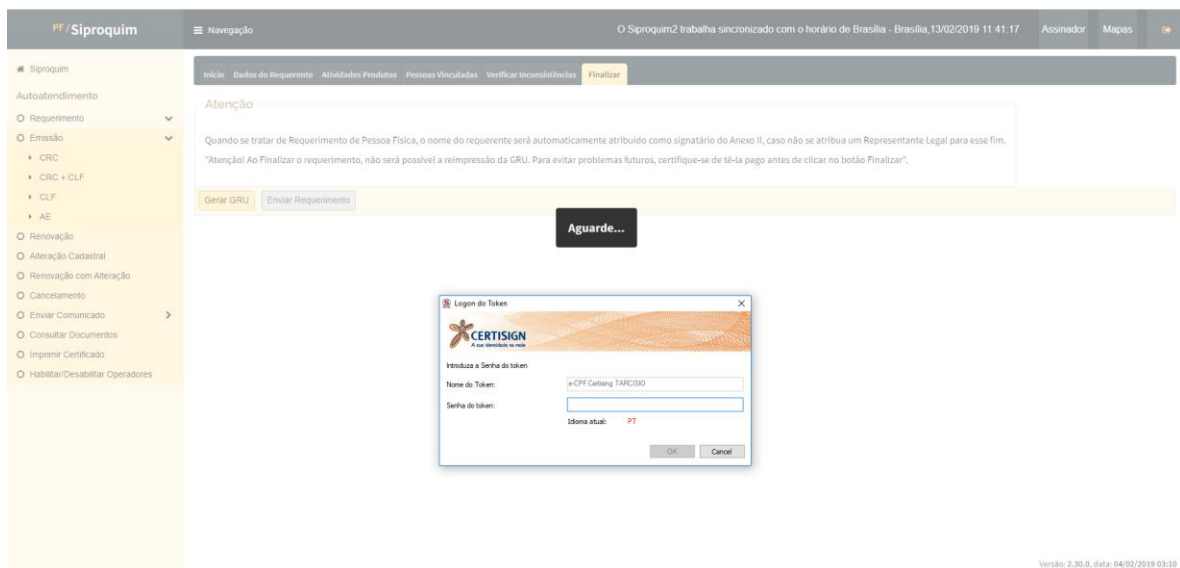 PF/Siproquim
Navegação
O Siproquim2 trabalha sincronizado com o horário de Brasília - Brasília,13/02/2019 11:41:17
Assinador
Mapas
Siproquim
Autoatendimento
Requerimento
Emissão
CRC
CRC + CLF
CLF
AE
Renovação
Alteração Cadastral
Renovação com Alteração
Cancelamento
Enviar Comunicado
Consultar Documentos
Imprimir Certificado
Habilitar/Desabilitar Operadores
Início Dados do Requerente Atividades Produtos Pessoas Vinculadas Verificar Inconsistências Finalizar
Atenção
Quando se tratar de Requerimento de Pessoa Física, o nome do requerente será automaticamente atribuído como signatário do Anexo II, caso não se atribua um Representante Legal para esse fim.
"Atenção! Ao Finalizar o requerimento, não será possível a reimpressão da GRU. Para evitar problemas futuros, certifique-se de tê-la pago antes de clicar no botão Finalizar".
Gerar GRU Enviar Requerimento
Aguarde...
Logon do Token
CERTISIGN
A sua identidade na rede
Introduza a Senha do token
Nome do Token: e-CPF Certising TARCISIO
Senha do token:
Idioma atual: PT
OK Cancel
Versão: 2.30.0, data: 04/02/2019 03:10